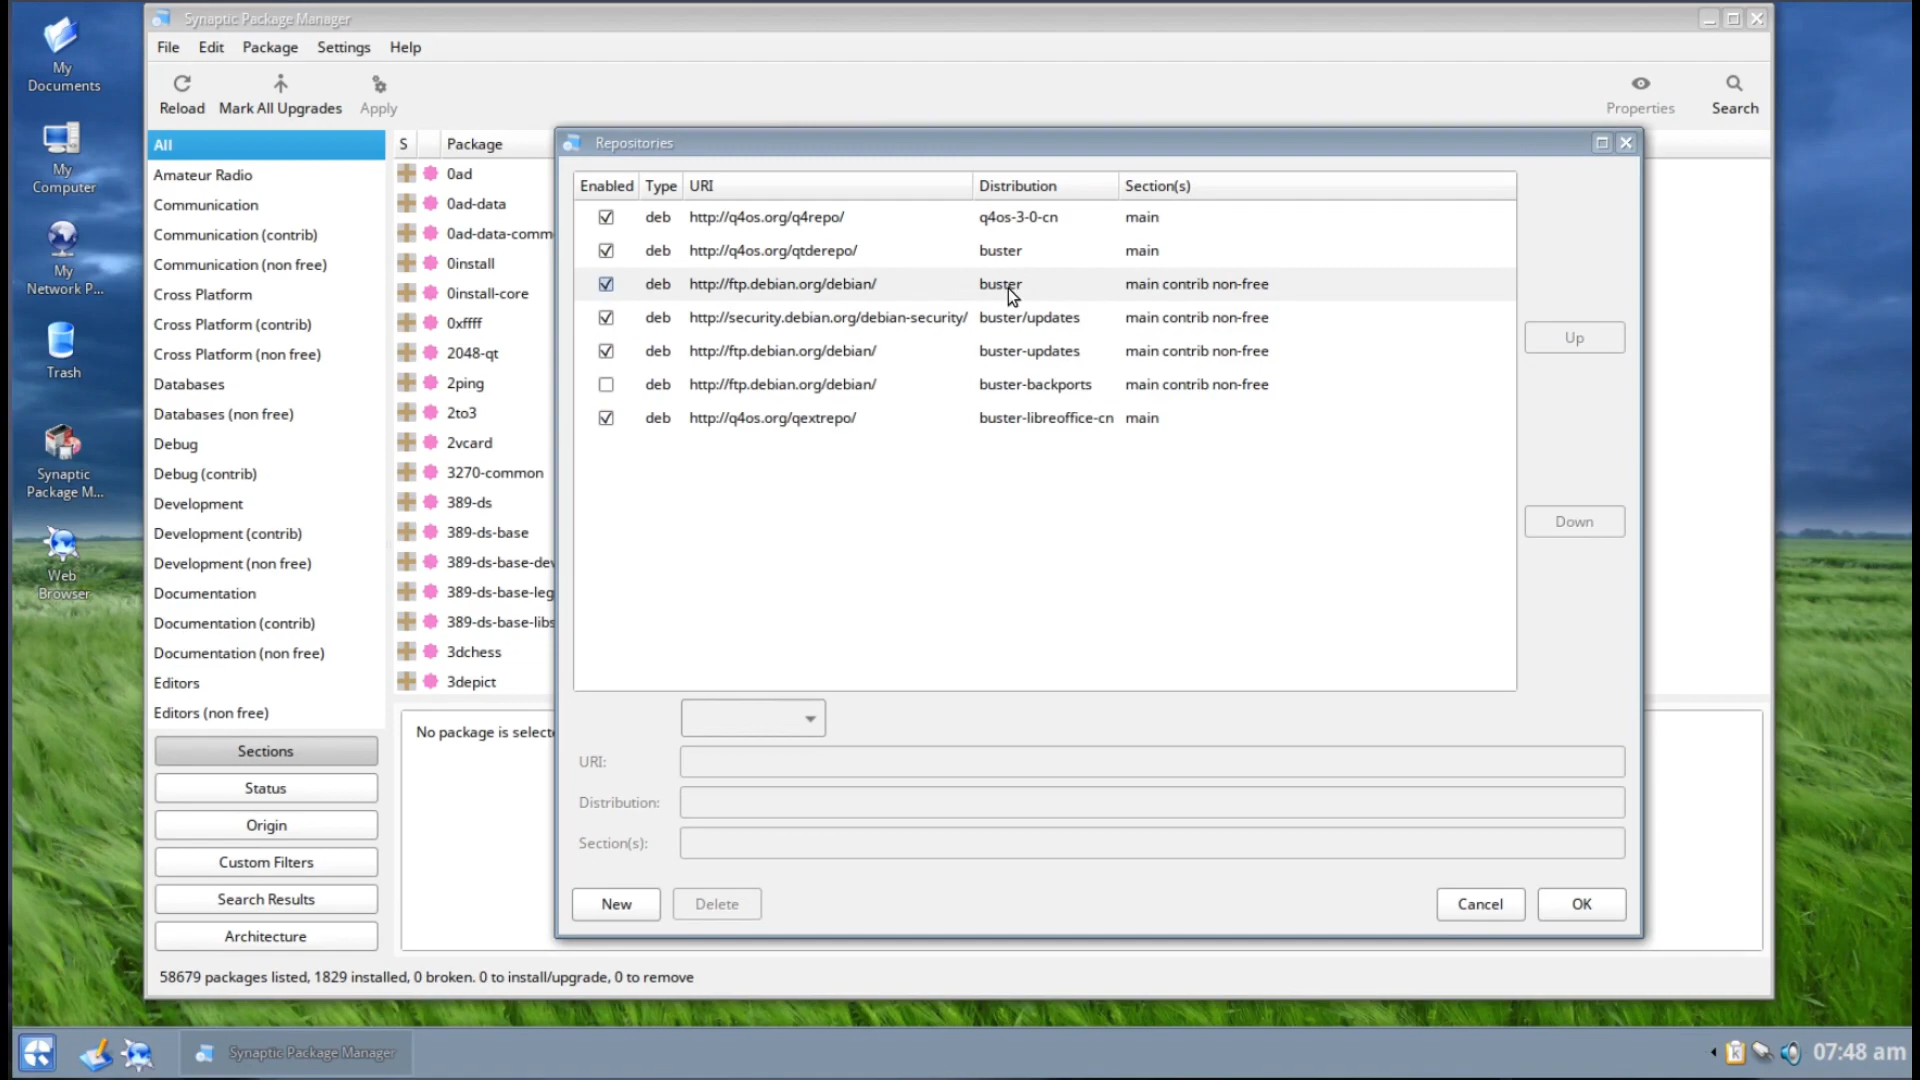 My
Documents
My
Computer
My
Network P...
Trash
Synaptic
Package M...
Web
Browser
Synaptic Package Manager
File Edit Package Settings Help
Reload Mark All Upgrades Apply Properties Search
All
Amateur Radio
Communication
Communication (contrib)
Communication (non free)
Cross Platform
Cross Platform (contrib)
Cross Platform (non free)
Databases
Databases (non free)
Debug
Debug (contrib)
Development
Development (contrib)
Development (non free)
Documentation
Documentation (contrib)
Documentation (non free)
Editors
Editors (non free)
Sections
Status
Origin
Custom Filters
Search Results
Architecture
S Package
0ad
0ad-data
0ad-data-comm
0install
0install-core
0xffff
2048-qt
2ping
2to3
2vcard
3270-common
389-ds
389-ds-base
389-ds-base-dev
389-ds-base-leg
389-ds-base-libs
3dchess
3depict
No package is selecte
Repositories
Enabled Type URI Distribution Section(s)
deb http://q4os.org/q4repo/ q4os-3-0-cn main
deb http://q4os.org/qtderepo/ buster main
deb http://ftp.debian.org/debian/ buster main contrib non-free
deb http://security.debian.org/debian-security/ buster/updates main contrib non-free
deb http://ftp.debian.org/debian/ buster-updates main contrib non-free
deb http://ftp.debian.org/debian/ buster-backports main contrib non-free
deb http://q4os.org/qextrepo/ buster-libreoffice-cn main
Up
Down
URI:
Distribution:
Section(s):
New Delete Cancel OK
58679 packages listed, 1829 installed, 0 broken. 0 to install/upgrade, 0 to remove
Synaptic Package Manager
07:48 am